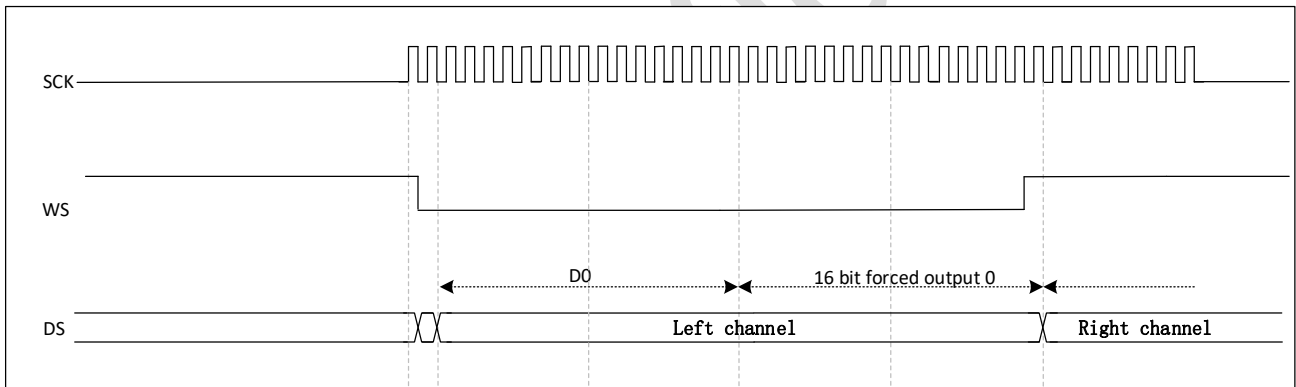 SCK
WS
D0
16 bit forced output 0
DS
Left channel
Right channel